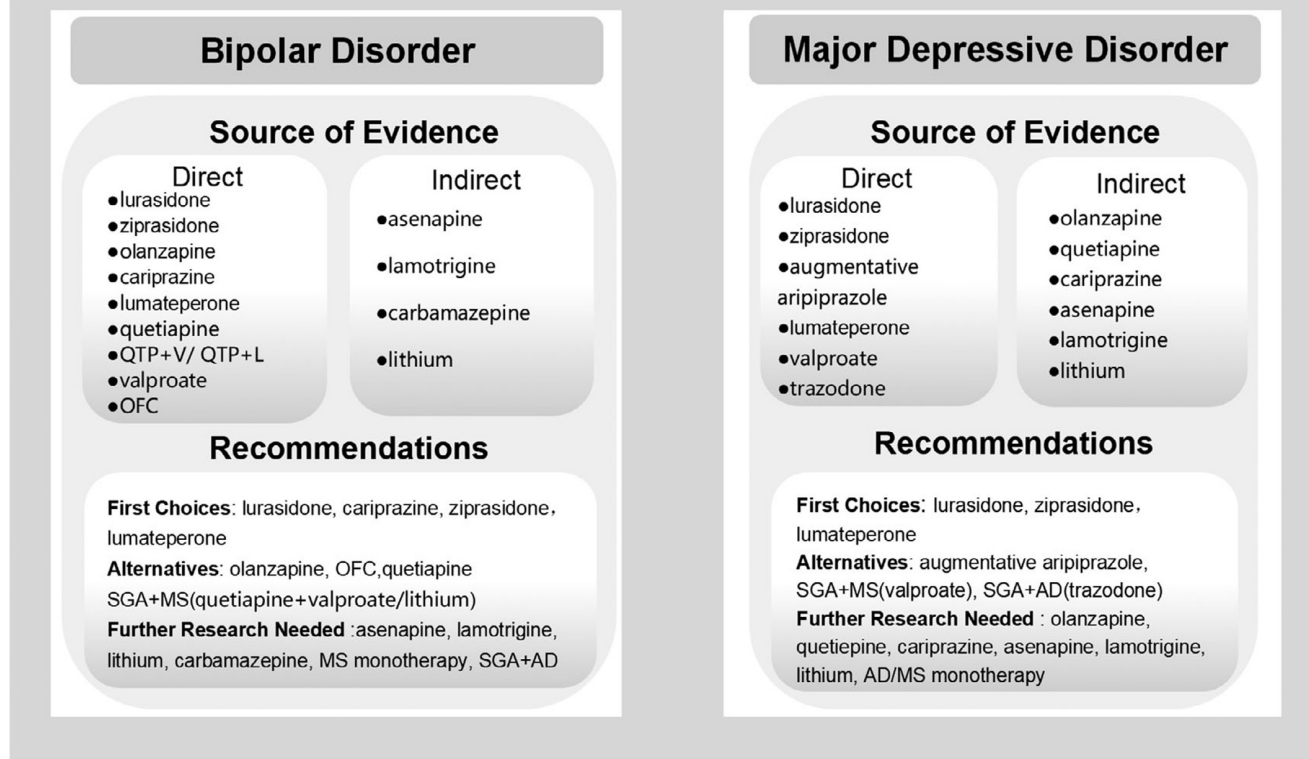 Bipolar Disorder
Source of Evidence
Direct
●lurasidone
●ziprasidone
●olanzapine
●cariprazine
●lumateperone
●quetiapine
●QTP+V/ QTP+L
●valproate
●OFC
Indirect
●asenapine
●lamotrigine
●carbamazepine
●lithium
Recommendations
First Choices: lurasidone, cariprazine, ziprasidone，
lumateperone
Alternatives: olanzapine, OFC,quetiapine
SGA+MS(quetiapine+valproate/lithium)
Further Research Needed :asenapine, lamotrigine,
lithium, carbamazepine, MS monotherapy, SGA+AD
Major Depressive Disorder
Source of Evidence
Direct
●lurasidone
●ziprasidone
●augmentative
aripiprazole
●lumateperone
●valproate
●trazodone
Indirect
●olanzapine
●quetiapine
●cariprazine
●asenapine
●lamotrigine
●lithium
Recommendations
First Choices: lurasidone, ziprasidone，
lumateperone
Alternatives: augmentative aripiprazole,
SGA+MS(valproate), SGA+AD(trazodone)
Further Research Needed : olanzapine,
quetiepine, cariprazine, asenapine, lamotrigine,
lithium, AD/MS monotherapy